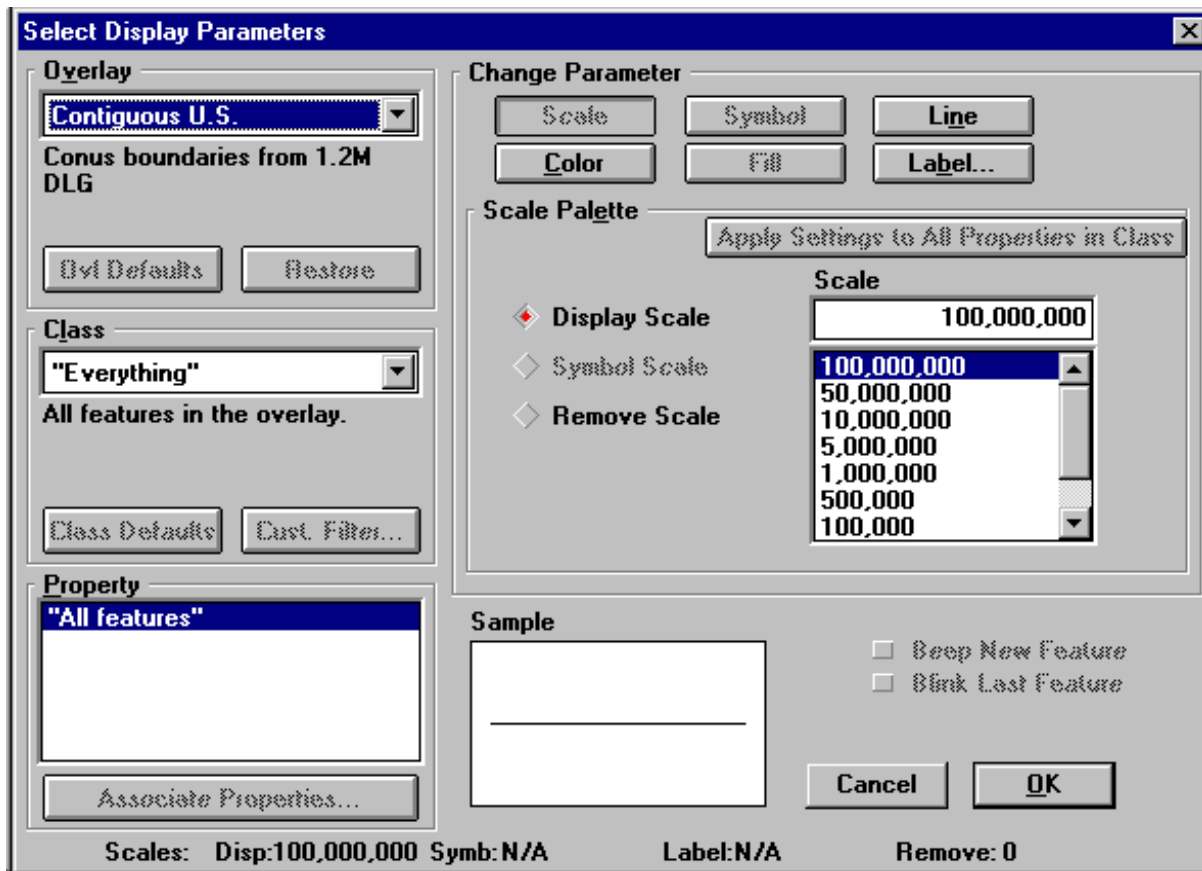 Select Display Parameters
Overlay
Contiguous U.S.
Conus boundaries from 1.2M
DLG
Ovl Defaults
Restore
Class
"Everything"
All features in the overlay.
Class Defaults
Cust. Filter...
Property
"All features"
Associate Properties...
Change Parameter
Scale
Symbol
Line
Color
Fill
Label...
Scale Palette
Apply Settings to All Properties in Class
Display Scale
Symbol Scale
Remove Scale
Scale
100,000,000
100,000,000
50,000,000
10,000,000
5,000,000
1,000,000
500,000
100,000
Sample
Beep New Feature
Blink Last Feature
Cancel
OK
Scales: Disp:100,000,000 Symb:N/A Label:N/A Remove: 0